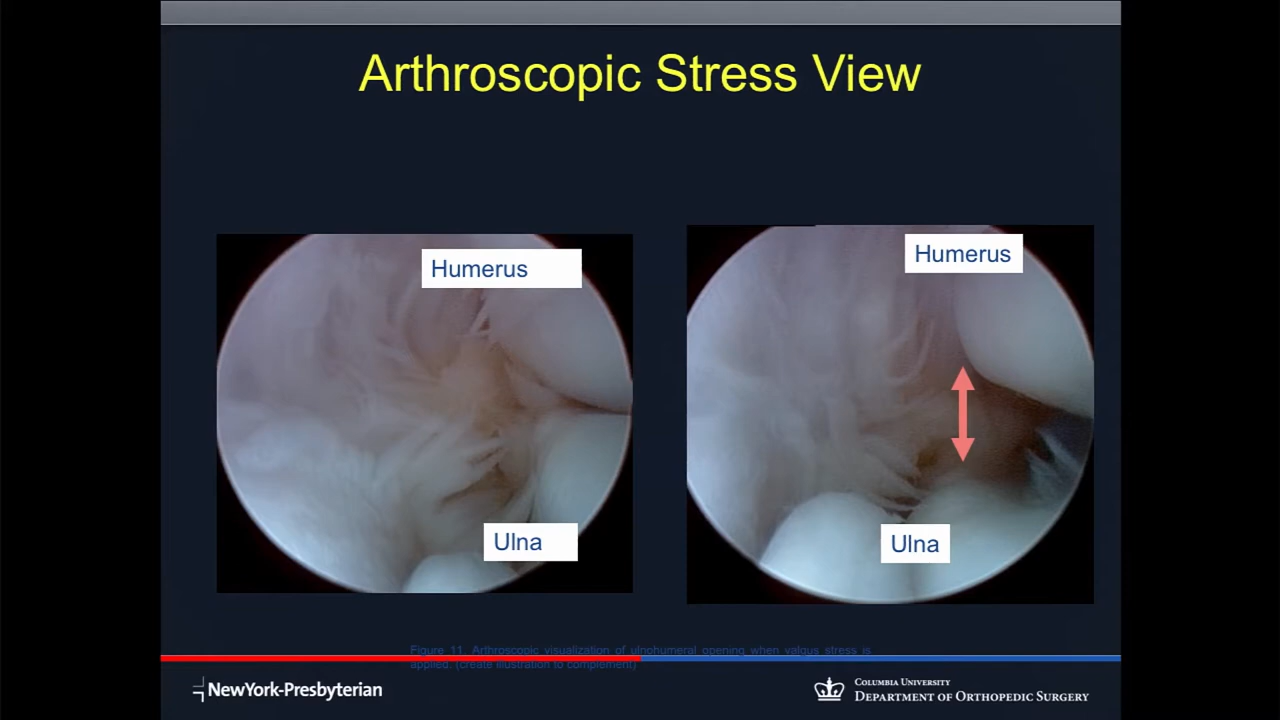 Arthroscopic Stress View
Humerus
Humerus
Ulna
Ulna
Figure 11. Arthroscopic visualization of ulnohumeral opening when valgus stress is
applied. (create illustration to complement)
NewYork-Presbyterian
COLUMBIA UNIVERSITY
DEPARTMENT OF ORTHOPEDIC SURGERY